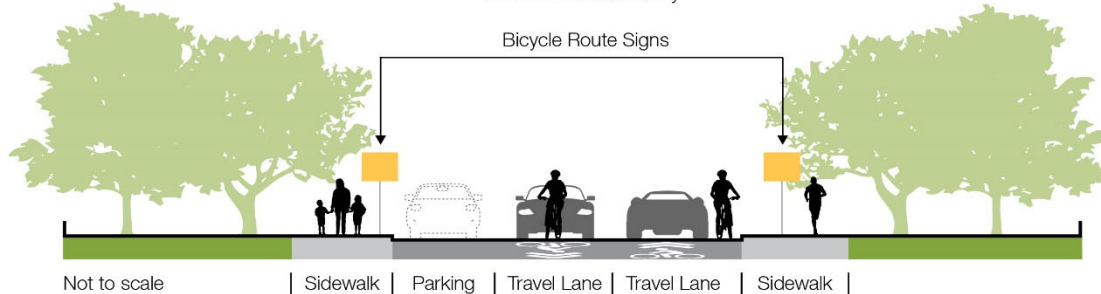 Bicycle Route Signs
Not to scale
Sidewalk
Parking
Travel Lane
Travel Lane
Sidewalk